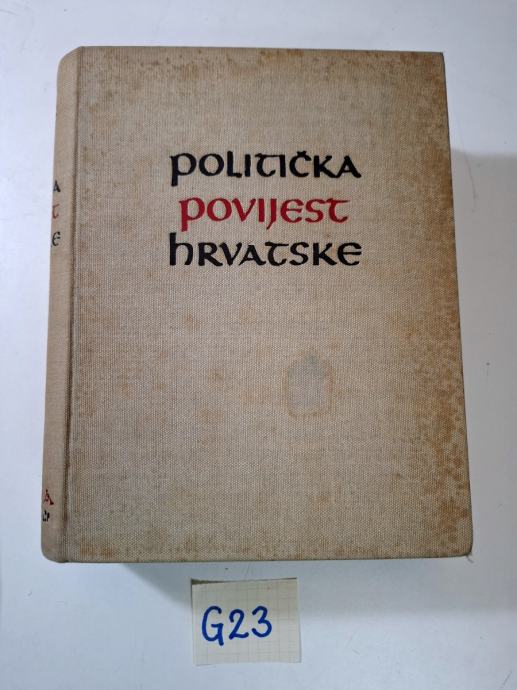 POLITIČKA
POVIJEST
HRVATSKE
G23